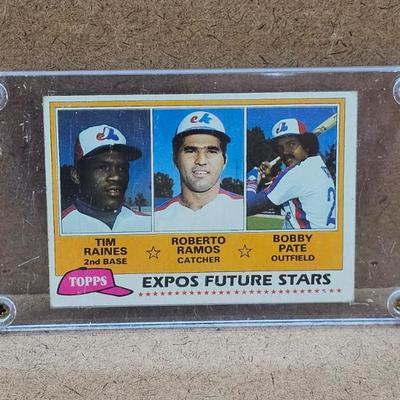 TIM
RAINES
2nd BASE
ROBERTO
RAMOS
CATCHER
BOBBY
PATE
OUTFIELD
TOPPS
EXPOS FUTURE STARS